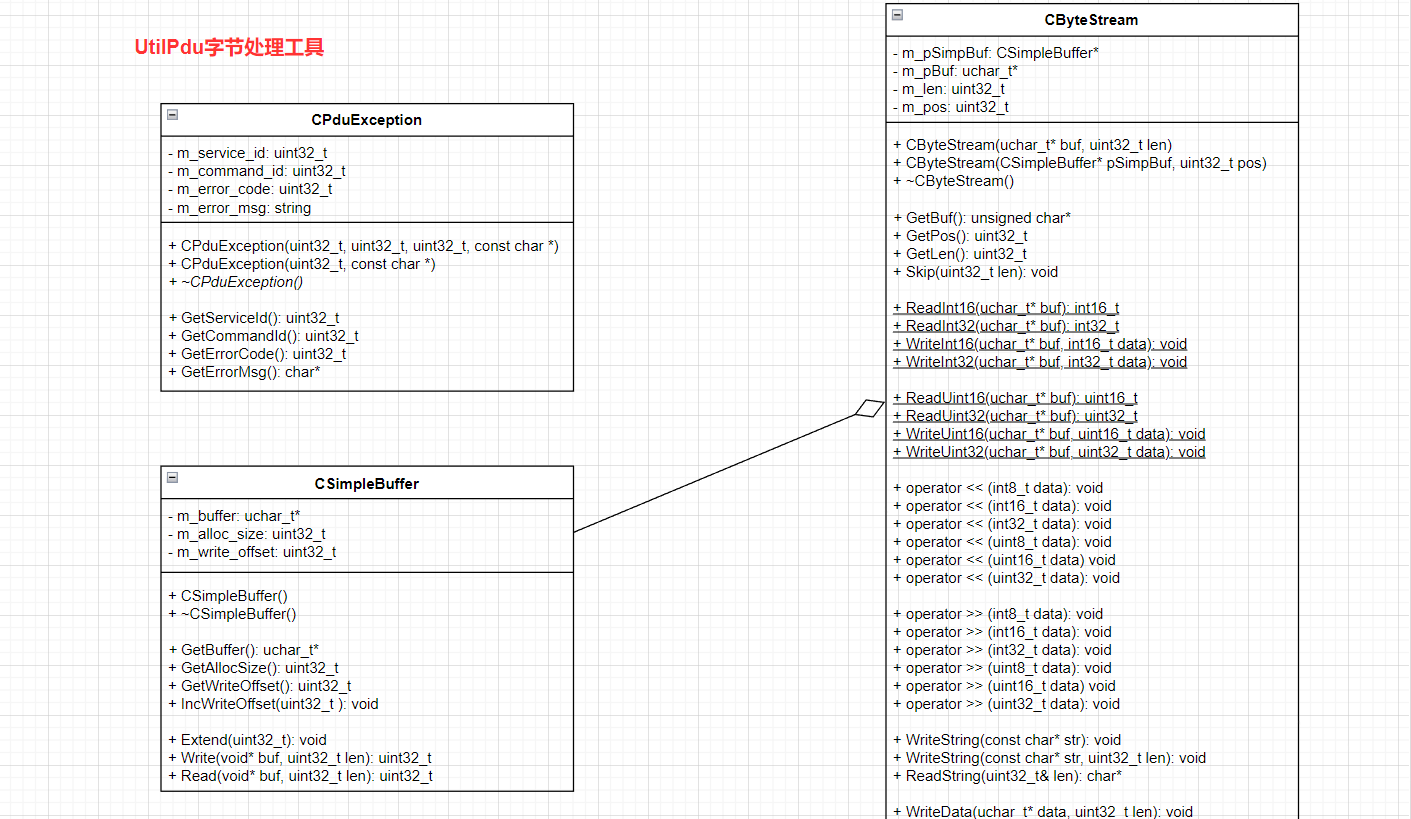 UtilPdu字节处理工具
CPduException
- m_service_id: uint32_t
- m_command_id: uint32_t
- m_error_code: uint32_t
- m_error_msg: string
+ CPduException(uint32_t, uint32_t, uint32_t, const char *)
+ CPduException(uint32_t, const char *)
+ ~CPduException()
+ GetServiceId(): uint32_t
+ GetCommandId(): uint32_t
+ GetErrorCode(): uint32_t
+ GetErrorMsg(): char*
CSimpleBuffer
- m_buffer: uchar_t*
- m_alloc_size: uint32_t
- m_write_offset: uint32_t
+ CSimpleBuffer()
+ ~CSimpleBuffer()
+ GetBuffer(): uchar_t*
+ GetAllocSize(): uint32_t
+ GetWriteOffset(): uint32_t
+ IncWriteOffset(uint32_t ): void
+ Extend(uint32_t): void
+ Write(void* buf, uint32_t len): uint32_t
+ Read(void* buf, uint32_t len): uint32_t
CByteStream
- m_pSimpBuf: CSimpleBuffer*
- m_pBuf: uchar_t*
- m_len: uint32_t
- m_pos: uint32_t
+ CByteStream(uchar_t* buf, uint32_t len)
+ CByteStream(CSimpleBuffer* pSimpBuf, uint32_t pos)
+ ~CByteStream()
+ GetBuf(): unsigned char*
+ GetPos(): uint32_t
+ GetLen(): uint32_t
+ Skip(uint32_t len): void
+ ReadInt16(uchar_t* buf): int16_t
+ ReadInt32(uchar_t* buf): int32_t
+ WriteInt16(uchar_t* buf, int16_t data): void
+ WriteInt32(uchar_t* buf, int32_t data): void
+ ReadUint16(uchar_t* buf): uint16_t
+ ReadUint32(uchar_t* buf): uint32_t
+ WriteUint16(uchar_t* buf, uint16_t data): void
+ WriteUint32(uchar_t* buf, uint32_t data): void
+ operator << (int8_t data): void
+ operator << (int16_t data): void
+ operator << (int32_t data): void
+ operator << (uint8_t data): void
+ operator << (uint16_t data) void
+ operator << (uint32_t data): void
+ operator >> (int8_t data): void
+ operator >> (int16_t data): void
+ operator >> (int32_t data): void
+ operator >> (uint8_t data): void
+ operator >> (uint16_t data) void
+ operator >> (uint32_t data): void
+ WriteString(const char* str): void
+ WriteString(const char* str, uint32_t len): void
+ ReadString(uint32_t& len): char*
+ WriteData(uchar_t* data, uint32_t len): void